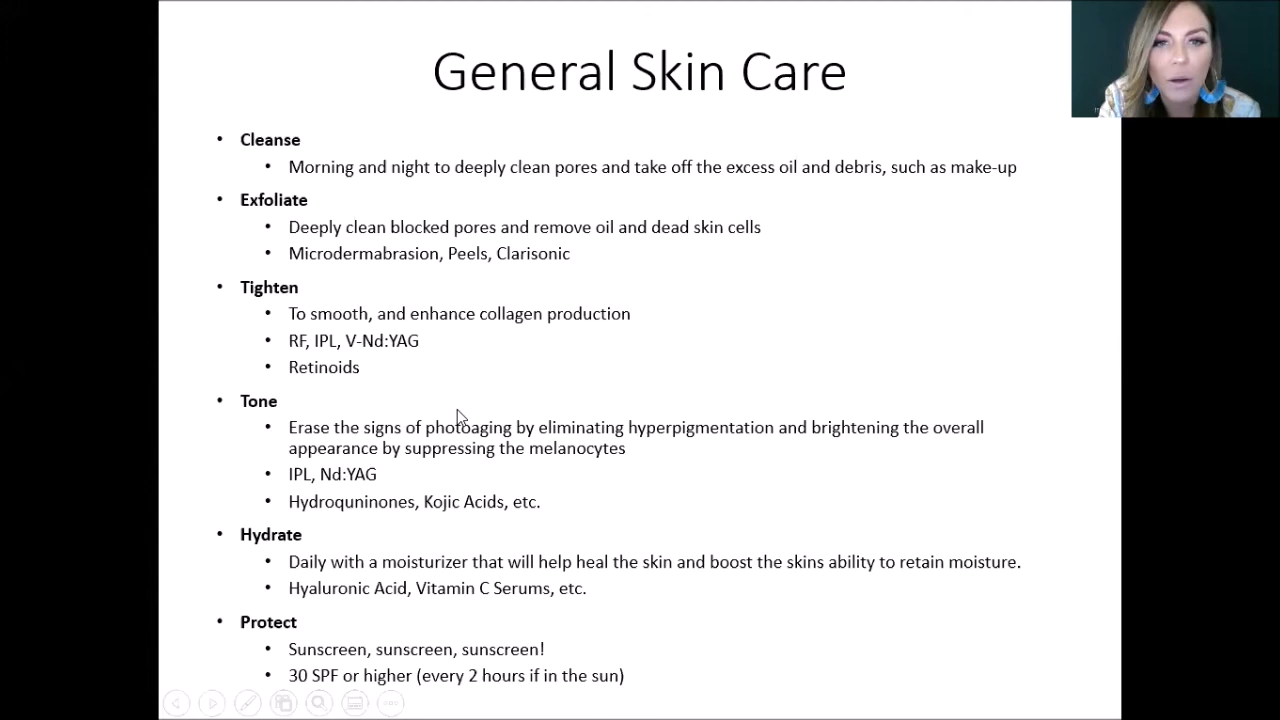 General Skin Care
• Cleanse
• Morning and night to deeply clean pores and take off the excess oil and debris, such as make-up
• Exfoliate
• Deeply clean blocked pores and remove oil and dead skin cells
• Microdermabrasion, Peels, Clarisonic
• Tighten
• To smooth, and enhance collagen production
• RF, IPL, V-Nd:YAG
• Retinoids
• Tone
• Erase the signs of photoaging by eliminating hyperpigmentation and brightening the overall
appearance by suppressing the melanocytes
• IPL, Nd:YAG
• Hydroquninones, Kojic Acids, etc.
• Hydrate
• Daily with a moisturizer that will help heal the skin and boost the skins ability to retain moisture.
• Hyaluronic Acid, Vitamin C Serums, etc.
• Protect
• Sunscreen, sunscreen, sunscreen!
• 30 SPF or higher (every 2 hours if in the sun)